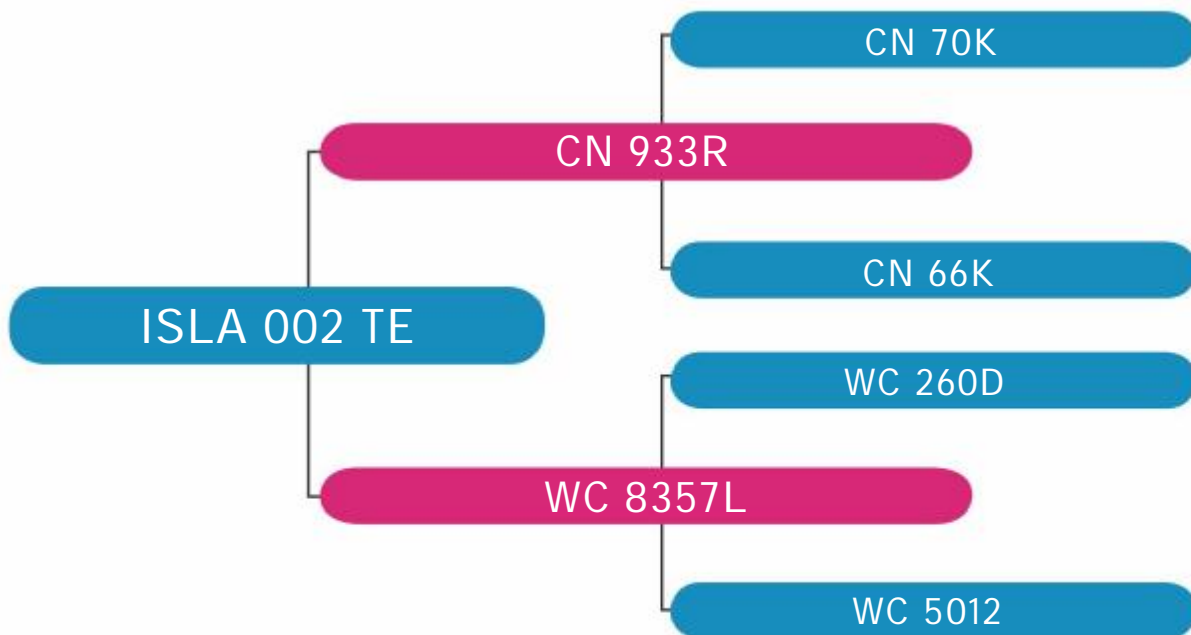 CN 70K
CN 933R
CN 66K
ISLA 002 TE
WC 260D
WC 8357L
WC 5012